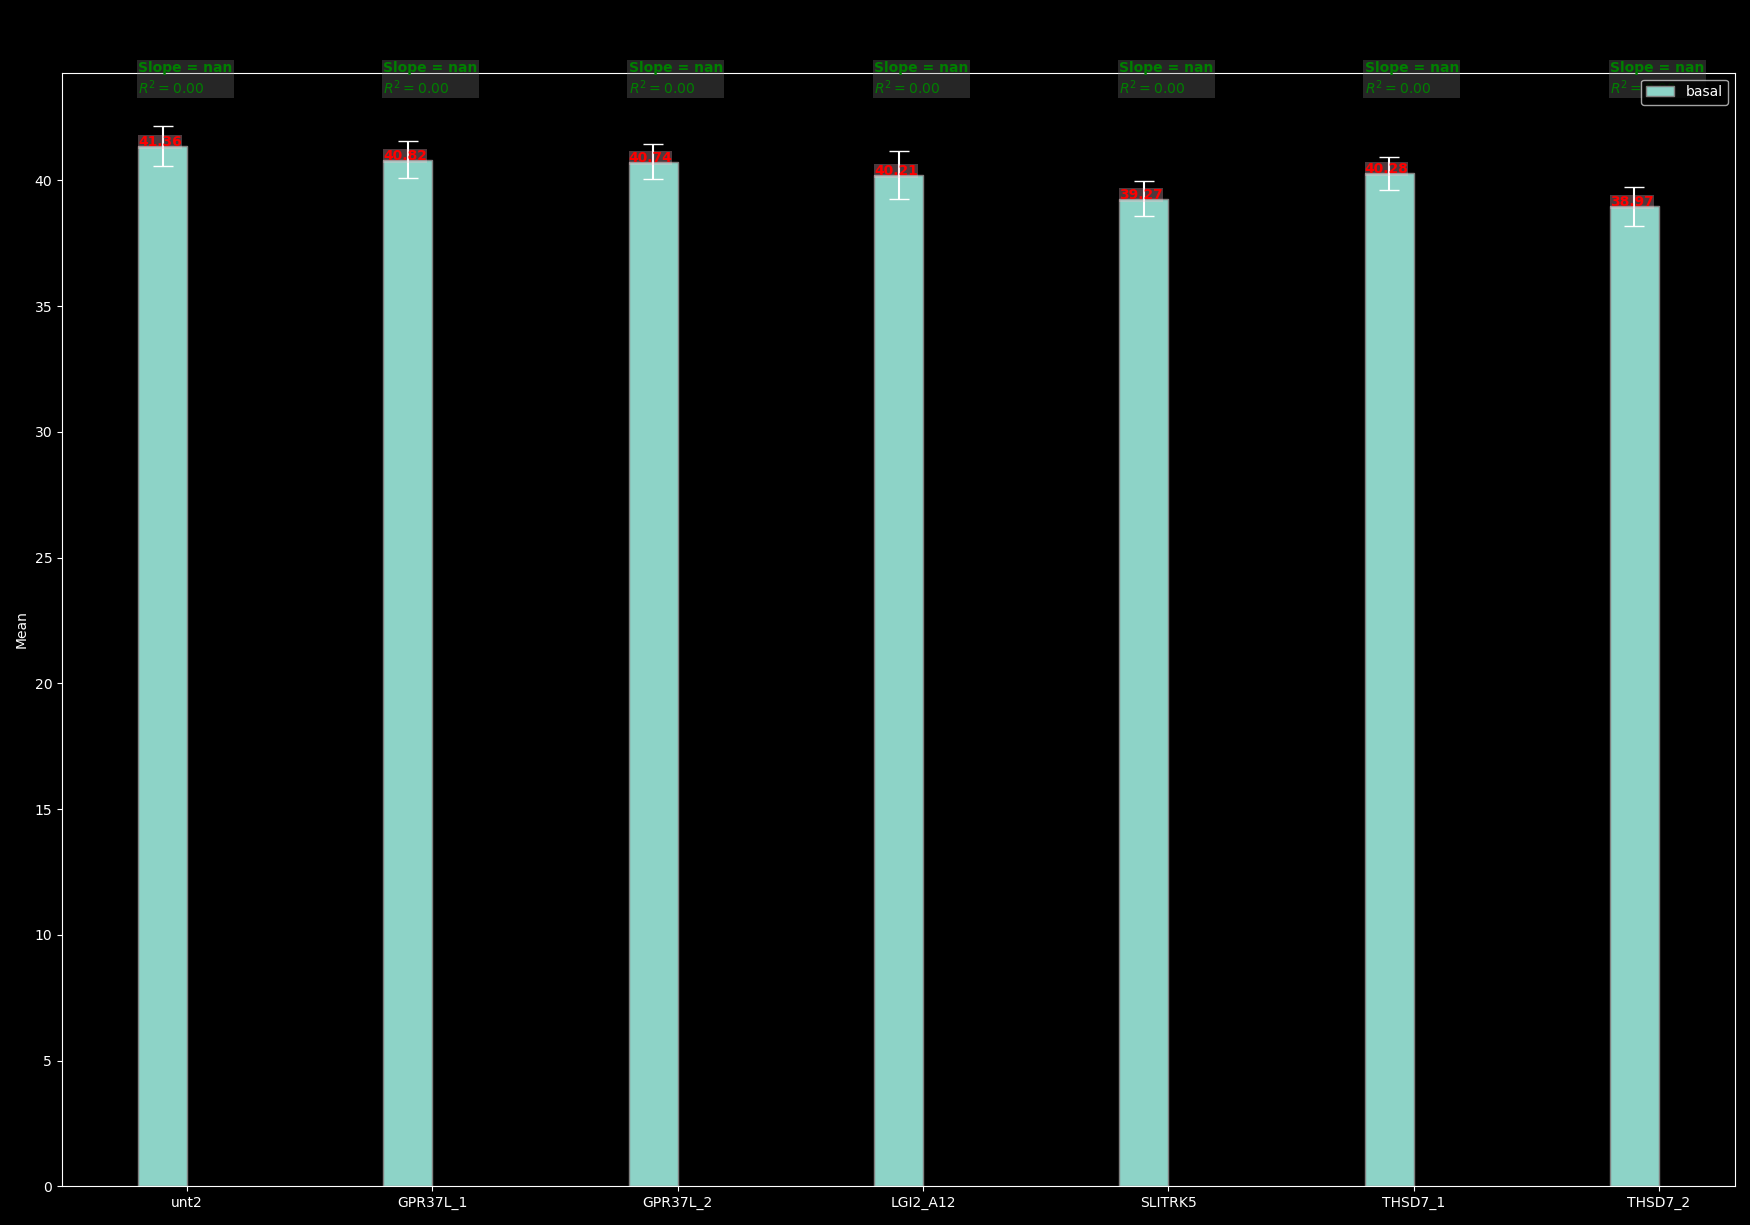 Slope = nan Slope = nan Slope = nan Slope = nan Slope = nan Slope = nan Slope = nan
R² = 0.00 R² = 0.00 R² = 0.00 R² = 0.00 R² = 0.00 R² = 0.00 R² =
basal
41.36 40.82 40.74 40.21 39.27 40.28 38.97
40
35
30
25
20
15
10
5
0
Mean
unt2 GPR37L_1 GPR37L_2 LGI2_A12 SLITRK5 THSD7_1 THSD7_2